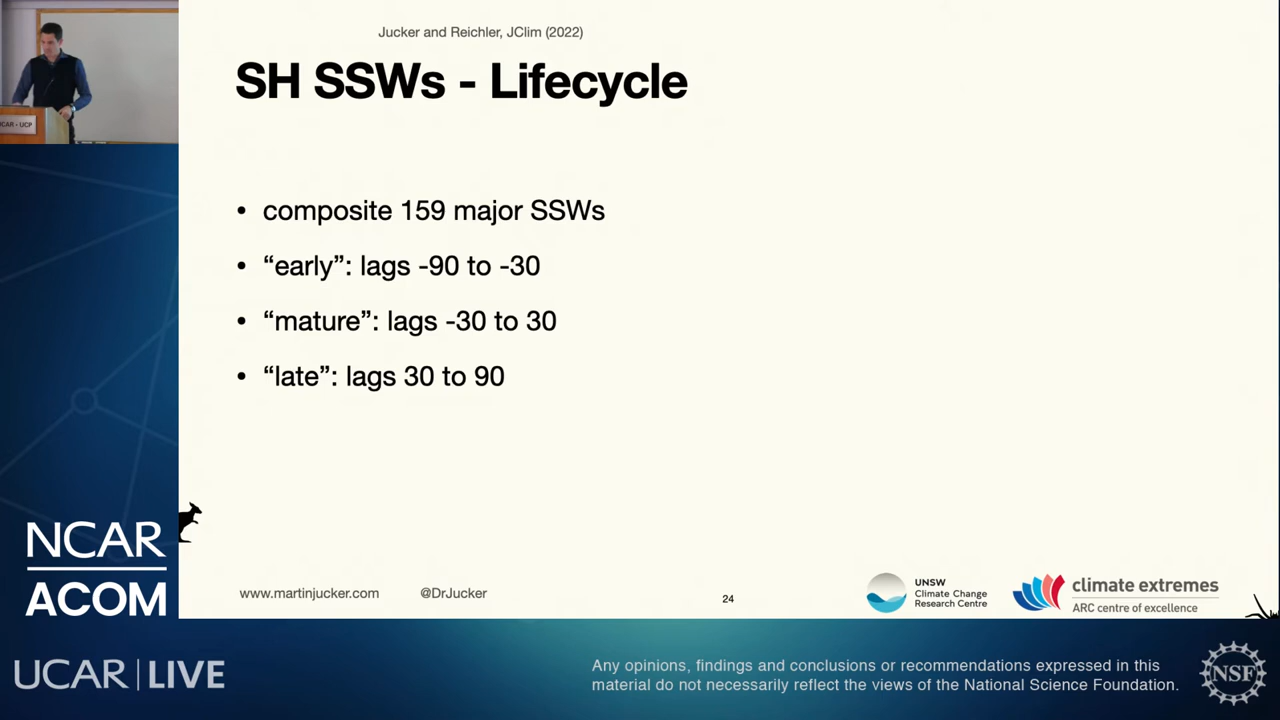 Jucker and Reichler, JClim (2022)
SH SSWs - Lifecycle
• composite 159 major SSWs
• “early”: lags -90 to -30
• “mature”: lags -30 to 30
• “late”: lags 30 to 90
UCAR - UCP
NCAR
ACOM
www.martinjucker.com
@DrJucker
24
UNSW
Climate Change
Research Centre
climate extremes
ARC centre of excellence
UCAR | LIVE
Any opinions, findings and conclusions or recommendations expressed in this
material do not necessarily reflect the views of the National Science Foundation.
NSF